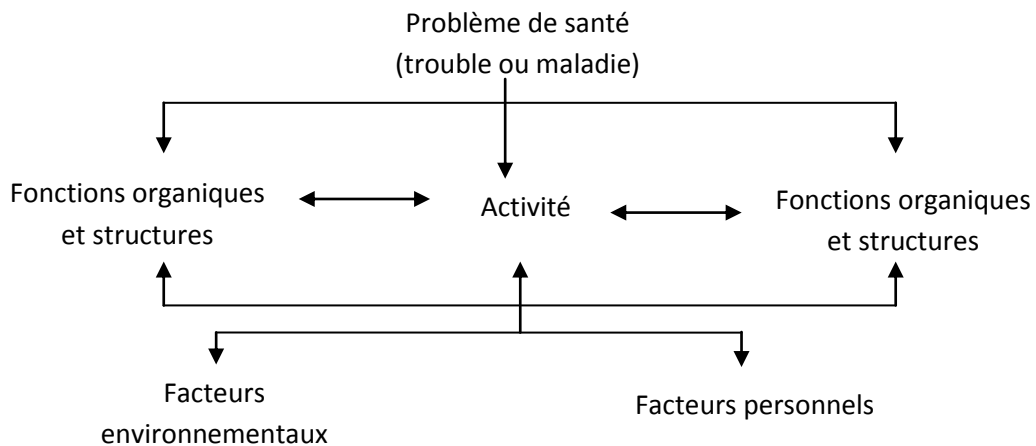 Problème de santé
(trouble ou maladie)
Fonctions organiques
et structures
Activité
Fonctions organiques
et structures
Facteurs
environnementaux
Facteurs personnels